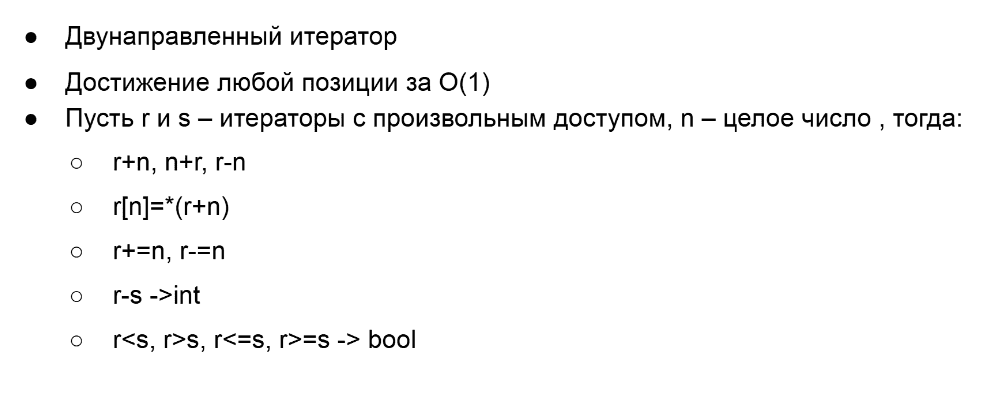 ● Двунаправленный итератор
● Достижение любой позиции за O(1)
● Пусть r и s – итераторы с произвольным доступом, n – целое число , тогда:
○ r+n, n+r, r-n
○ r[n]=*(r+n)
○ r+=n, r-=n
○ r-s ->int
○ r<s, r>s, r<=s, r>=s -> bool